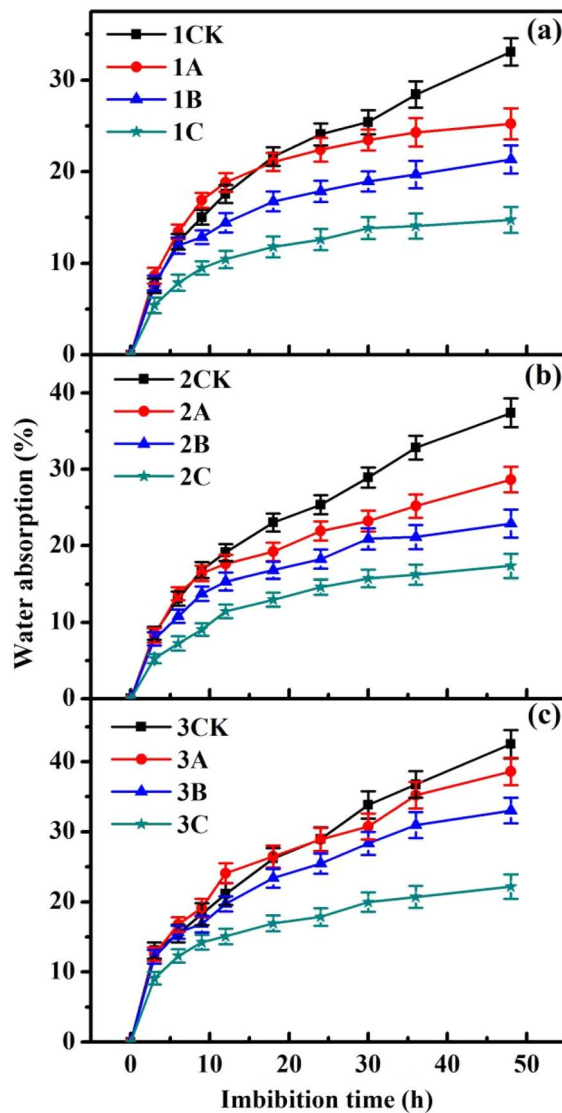 (a)
1CK
1A
1B
1C
30
20
10
0
(b)
2CK
2A
2B
2C
40
30
20
10
0
Water absorption (%)
(c)
3CK
3A
3B
3C
40
30
20
10
0
0 10 20 30 40 50
Imbibition time (h)